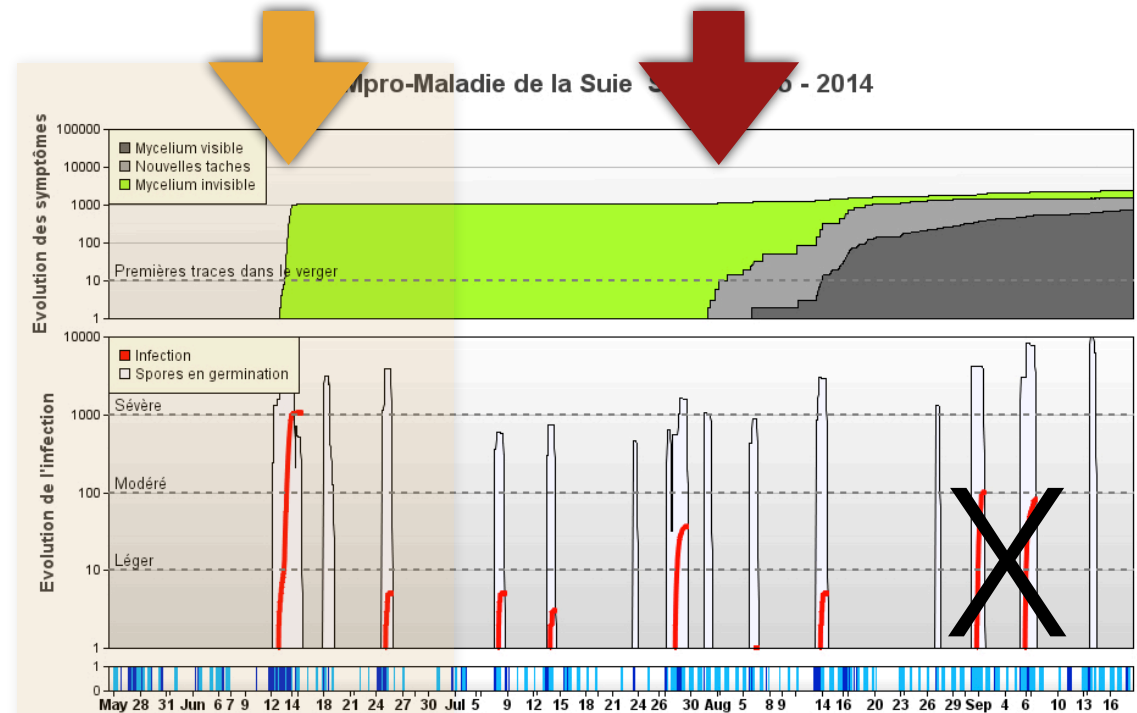 Mpro-Maladie de la Suie - 2014
Evolution des symptômes
100000
10000
1000
100
10
1
Mycelium visible
Nouvelles taches
Mycelium invisible
Premières traces dans le verger
Evolution de l'infection
10000
1000
100
10
1
Infection
Spores en germination
Sévère
Modéré
Léger
1
0
May 28 31 Jun 6 7 9 12 14 18 21 24 27 30 Jul 5 9 12 15 18 21 24 26 30 Aug 5 8 9 14 16 20 23 26 29 Sep 4 6 10 13 16